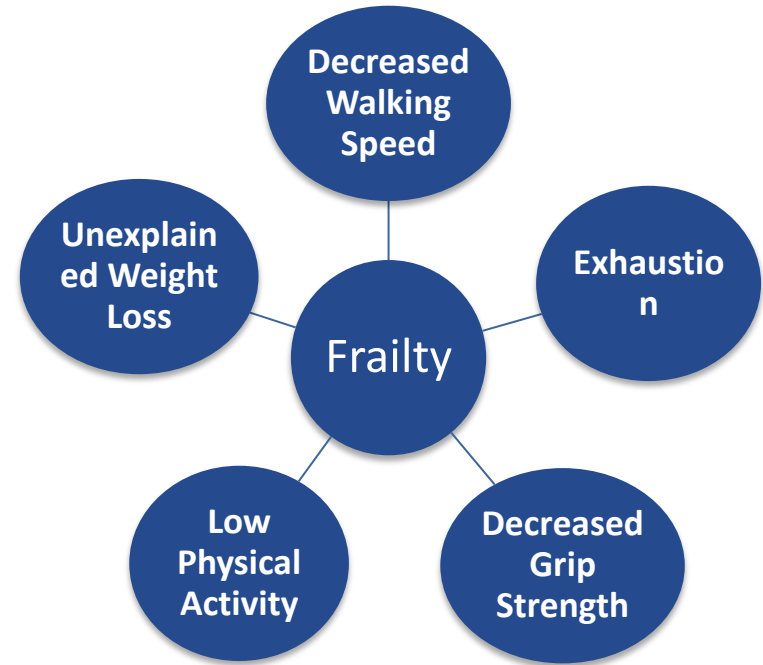 Decreased
Walking
Speed
Unexplain
ed Weight
Loss
Exhaustio
n
Frailty
Low
Physical
Activity
Decreased
Grip
Strength